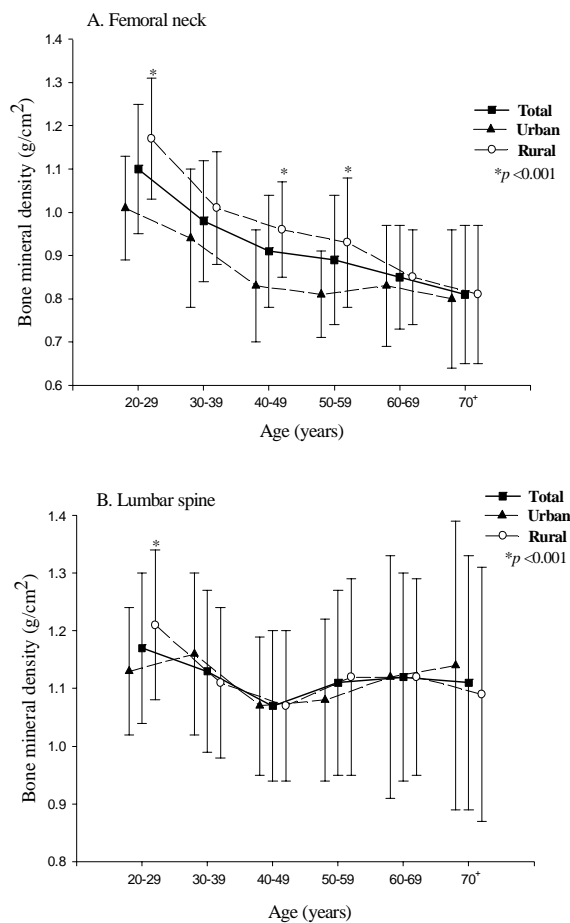 A. Femoral neck
1.4
1.3
1.2
1.1
1.0
0.9
0.8
0.7
0.6
Bone mineral density (g/cm²)
*
*
*
Total
Urban
Rural
*p <0.001
20-29
30-39
40-49
50-59
60-69
70⁺
Age (years)
B. Lumbar spine
1.4
1.3
1.2
1.1
1.0
0.9
0.8
Bone mineral density (g/cm²)
*
Total
Urban
Rural
*p <0.001
20-29
30-39
40-49
50-59
60-69
70⁺
Age (years)